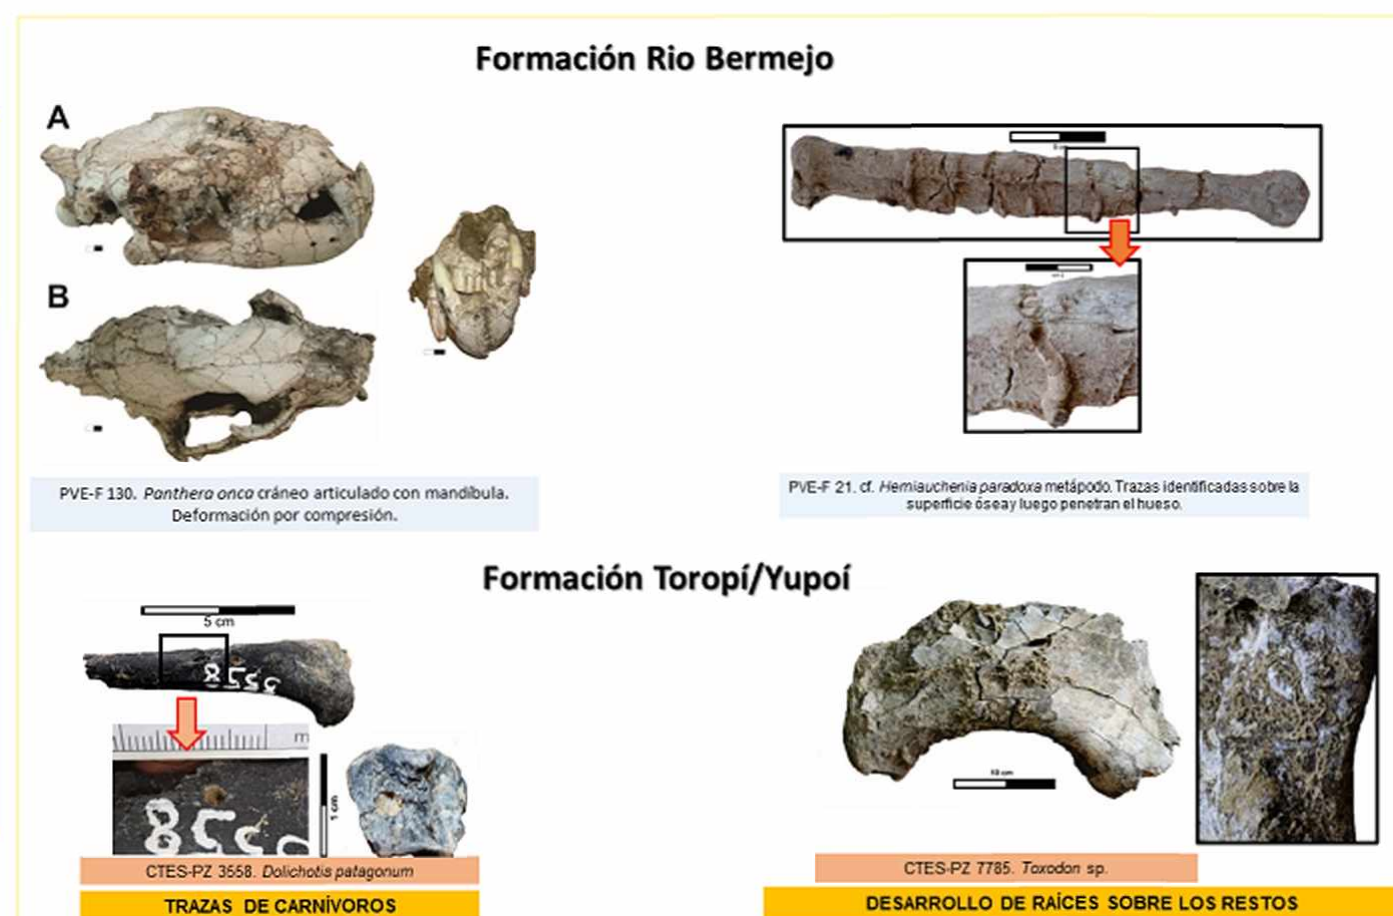 Formación Rio Bermejo
A
B
PVE-F 130. Panthera onca cráneo articulado con mandíbula.
Deformación por compresión.
PVE-F 21. cf. Hemiauchenia paradoxa metápodo. Trazas identificadas sobre la
superficie ósea y luego penetran el hueso.
Formación Toropí/Yupoí
5 cm
8558
m
8558
1 cm
CTES-PZ 3558. Dolichotis patagonum
TRAZAS DE CARNÍVOROS
10 cm
CTES-PZ 7785. Toxodon sp.
DESARROLLO DE RAÍCES SOBRE LOS RESTOS